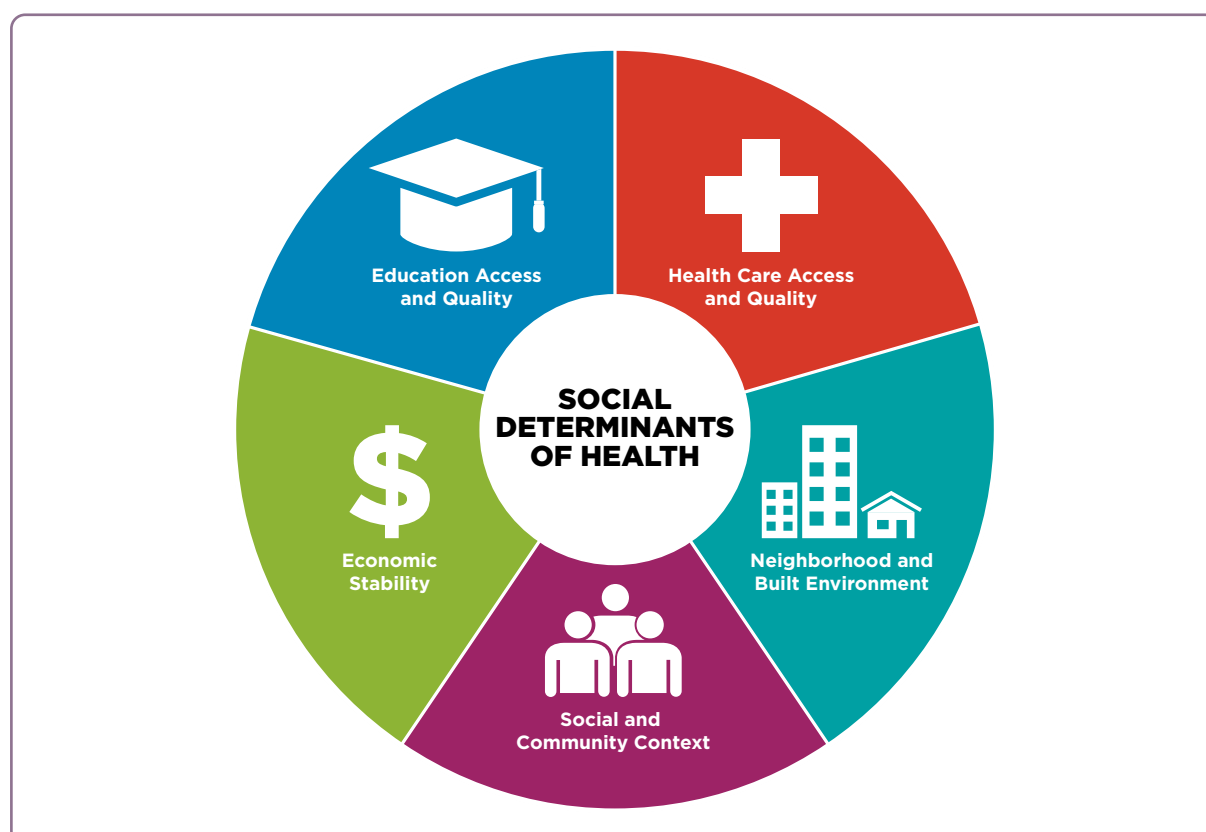 Education Access
and Quality
Health Care Access
and Quality
SOCIAL
DETERMINANTS
OF HEALTH
Economic
Stability
Neighborhood and
Built Environment
Social and
Community Context